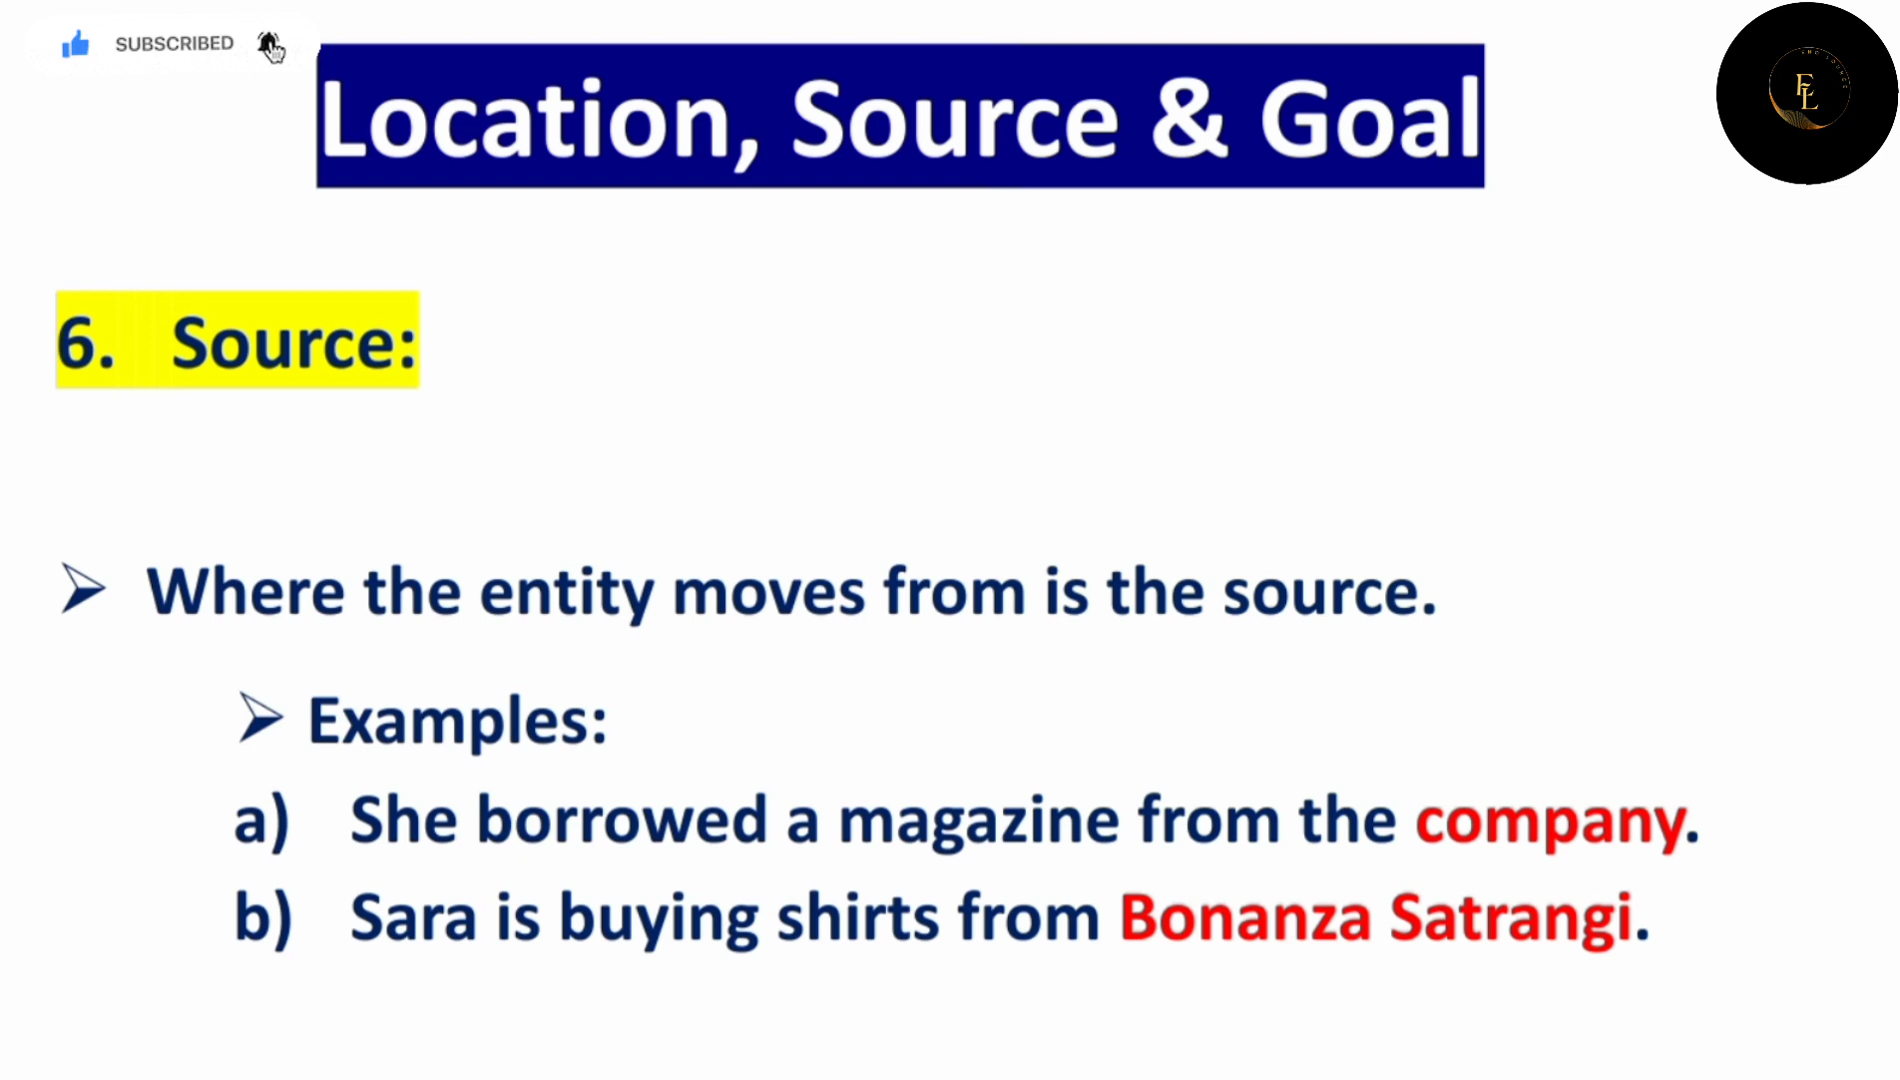 SUBSCRIBED
Location, Source & Goal
EL
6. Source:
➢ Where the entity moves from is the source.
➢ Examples:
a) She borrowed a magazine from the company.
b) Sara is buying shirts from Bonanza Satrangi.